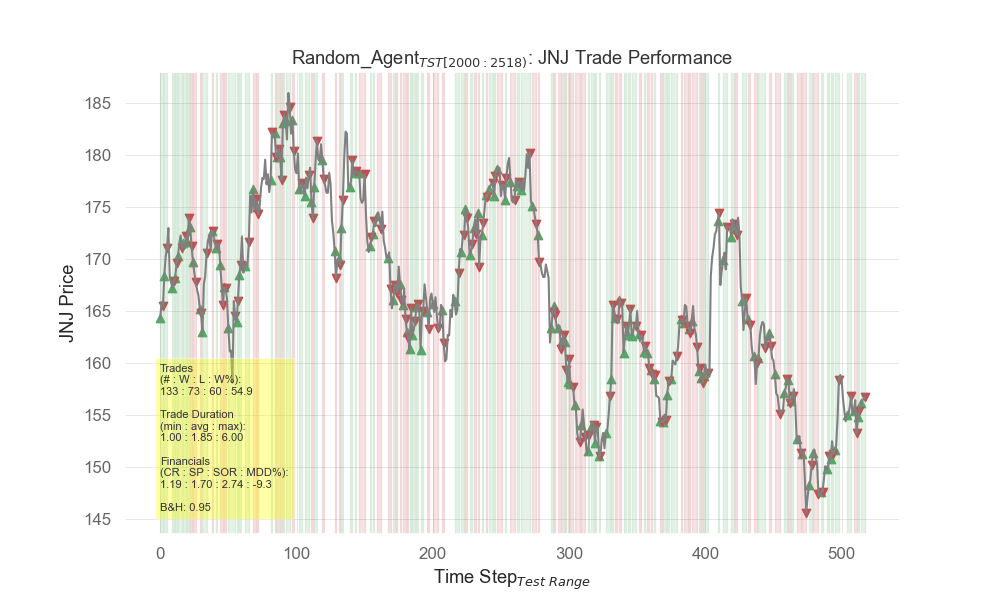 Random_Agent TST[2000:2518): JNJ Trade Performance
JNJ Price
185
180
175
170
165
160
155
150
145
Trades
(# : W : L : W%):
133 : 73 : 60 : 54.9
Trade Duration
(min : avg : max):
1.00 : 1.85 : 6.00
Financials
(CR : SP : SOR : MDD%):
1.19 : 1.70 : 2.74 : -9.3
B&H: 0.95
0 100 200 300 400 500
Time Step Test Range